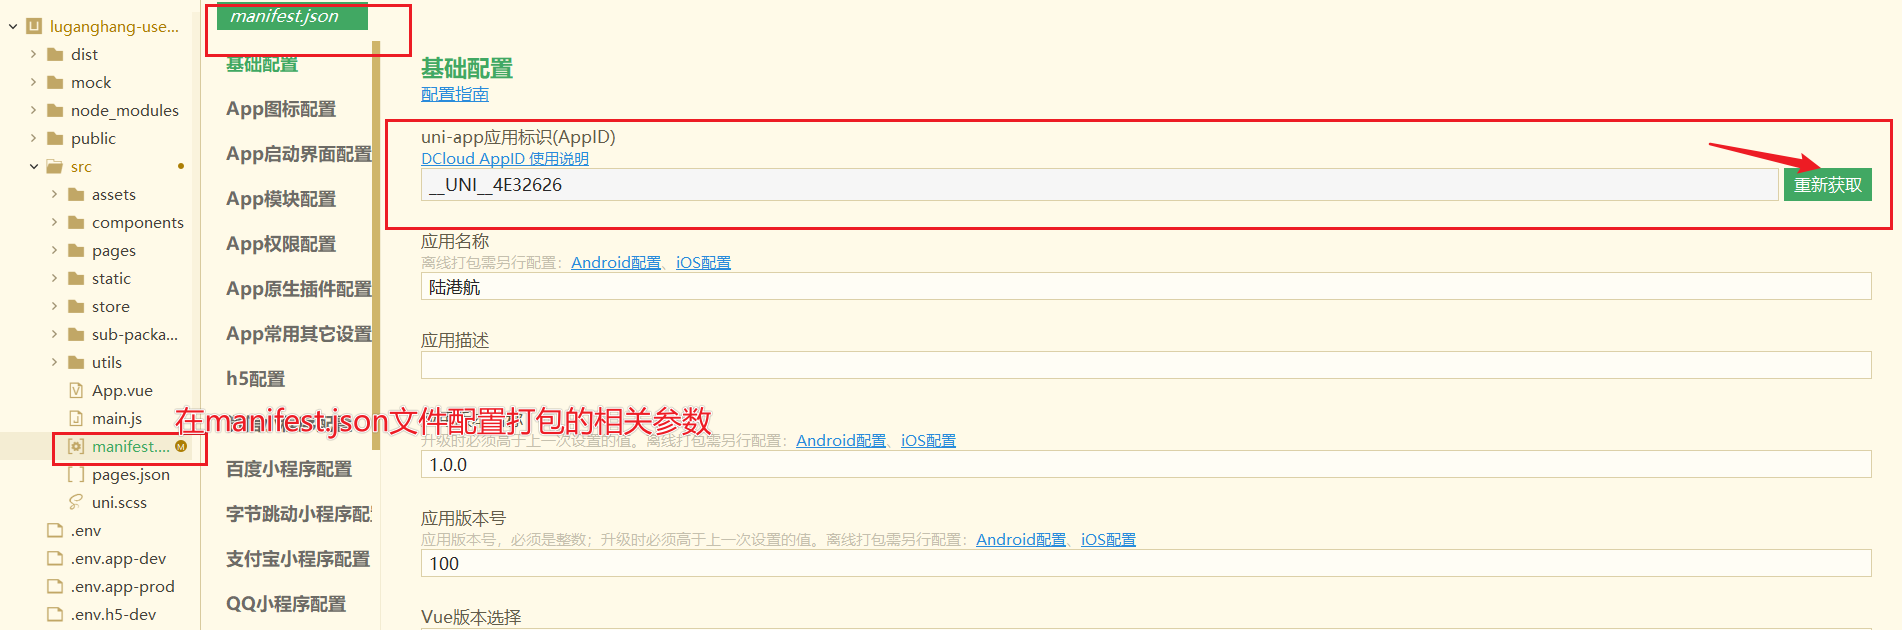 luganghang-use...
dist
mock
node_modules
public
src
assets
components
pages
static
store
sub-packa...
utils
App.vue
main.js
manifest....
M
pages.json
uni.scss
.env
.env.app-dev
.env.app-prod
.env.h5-dev
manifest.json
基础配置
App图标配置
App启动界面配置
App模块配置
App权限配置
App原生插件配置
App常用其它设置
h5配置
百度小程序配置
字节跳动小程序配
支付宝小程序配置
QQ小程序配置
在manifest.json文件配置打包的相关参数
基础配置
配置指南
uni-app应用标识(AppID)
DCloud AppID 使用说明
__UNI__4E32626
重新获取
应用名称
离线打包需另行配置：Android配置、iOS配置
陆港航
应用描述
升级时必须高于上一次设置的值。离线打包需另行配置：Android配置、iOS配置
1.0.0
应用版本号
应用版本号，必须是整数；升级时必须高于上一次设置的值。离线打包需另行配置：Android配置、iOS配置
100
Vue版本选择